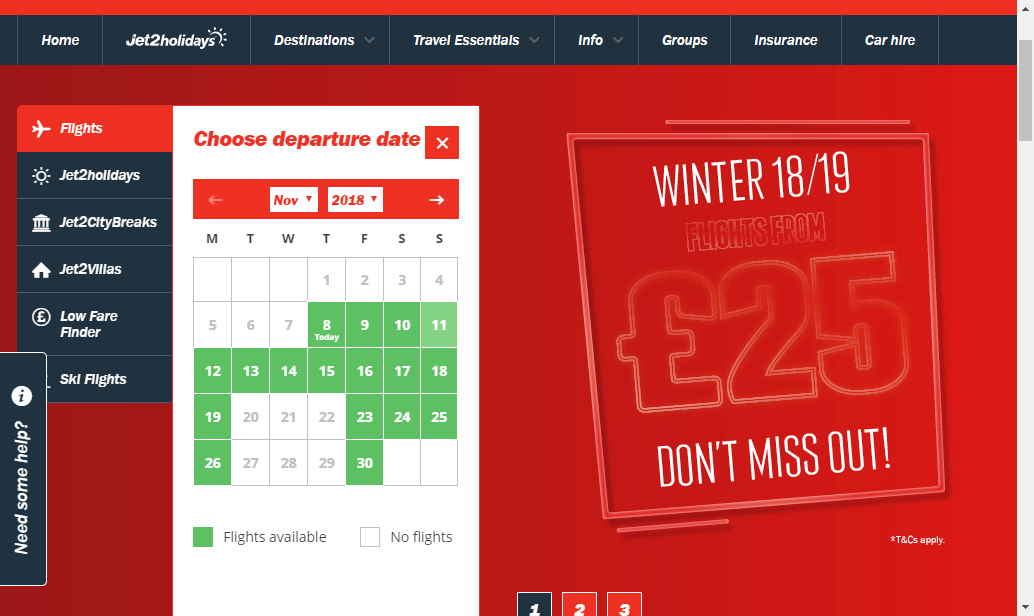 Home
Jet2holidays
Destinations
Travel Essentials
Info
Groups
Insurance
Car hire
Flights
Jet2holidays
Jet2CityBreaks
Jet2Villas
Low Fare
Finder
Ski Flights
Need some help?
Choose departure date
Nov 2018
M T W T F S S
1 2 3 4
5 6 7 8 9 10 11
Today
12 13 14 15 16 17 18
19 20 21 22 23 24 25
26 27 28 29 30
Flights available No flights
WINTER 18/19
FLIGHTS FROM
£25
DON'T MISS OUT!
*T&Cs apply.
1 2 3